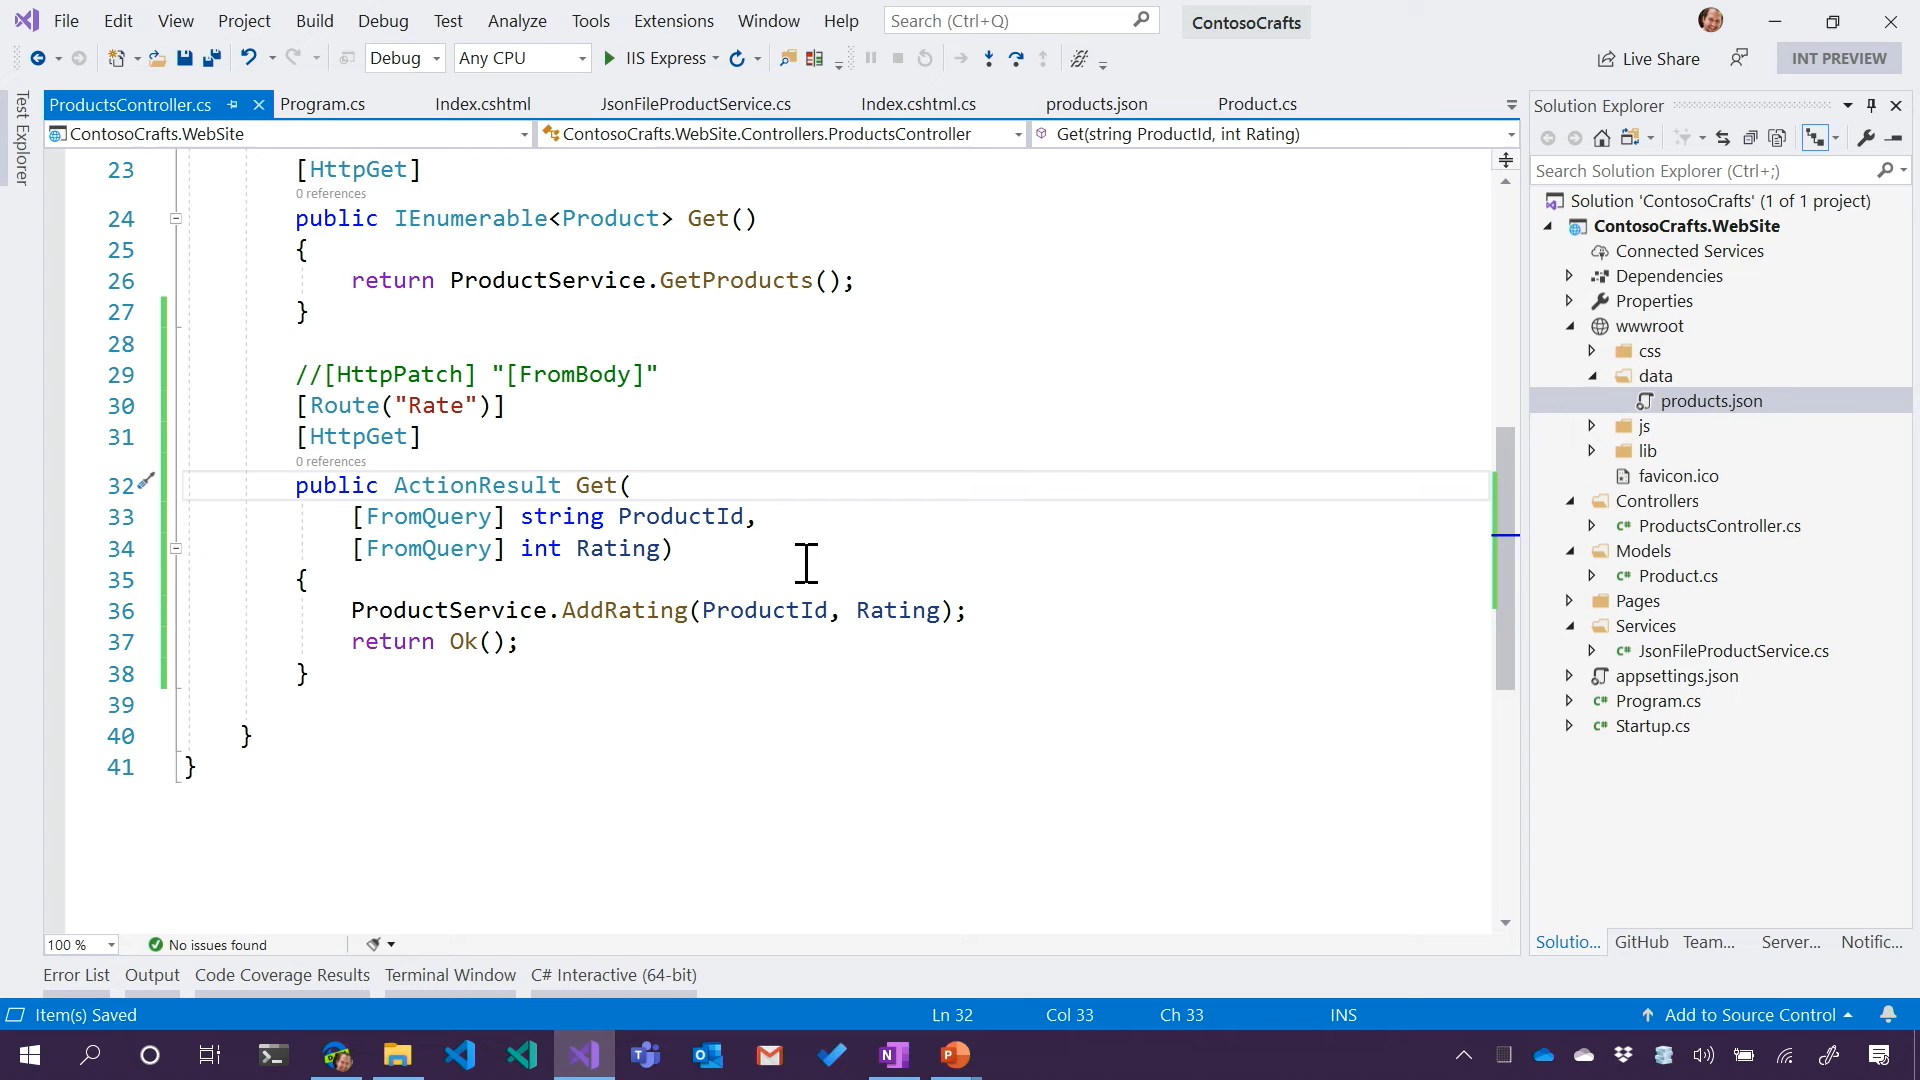 File Edit View Project Build Debug Test Analyze Tools Extensions Window Help Search (Ctrl+Q) ContosoCrafts
Debug Any CPU IIS Express Live Share INT PREVIEW
Test Explorer
ProductsController.cs Program.cs Index.cshtml JsonFileProductService.cs Index.cshtml.cs products.json Product.cs
ContosoCrafts.WebSite ContosoCrafts.WebSite.Controllers.ProductsController Get(string ProductId, int Rating)
23 [HttpGet]
0 references
24 public IEnumerable<Product> Get()
25 {
26 return ProductService.GetProducts();
27 }
28
29 //[HttpPatch] "[FromBody]"
30 [Route("Rate")]
31 [HttpGet]
0 references
32 public ActionResult Get(
33 [FromQuery] string ProductId,
34 [FromQuery] int Rating)
35 {
36 ProductService.AddRating(ProductId, Rating);
37 return Ok();
38 }
39
40 }
41 }
100 % No issues found
Error List Output Code Coverage Results Terminal Window C# Interactive (64-bit)
Item(s) Saved Ln 32 Col 33 Ch 33 INS Add to Source Control
Solution Explorer
Search Solution Explorer (Ctrl+;)
Solution 'ContosoCrafts' (1 of 1 project)
ContosoCrafts.WebSite
Connected Services
Dependencies
Properties
wwwroot
css
data
products.json
js
lib
favicon.ico
Controllers
C# ProductsController.cs
Models
C# Product.cs
Pages
Services
C# JsonFileProductService.cs
appsettings.json
C# Program.cs
C# Startup.cs
Solutio... GitHub Team... Server... Notific...